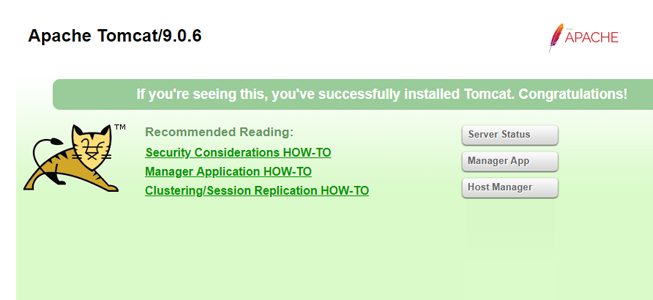 Apache Tomcat/9.0.6
APACHE
If you're seeing this, you've successfully installed Tomcat. Congratulations!
TM
Recommended Reading:
Security Considerations HOW-TO
Manager Application HOW-TO
Clustering/Session Replication HOW-TO
Server Status
Manager App
Host Manager